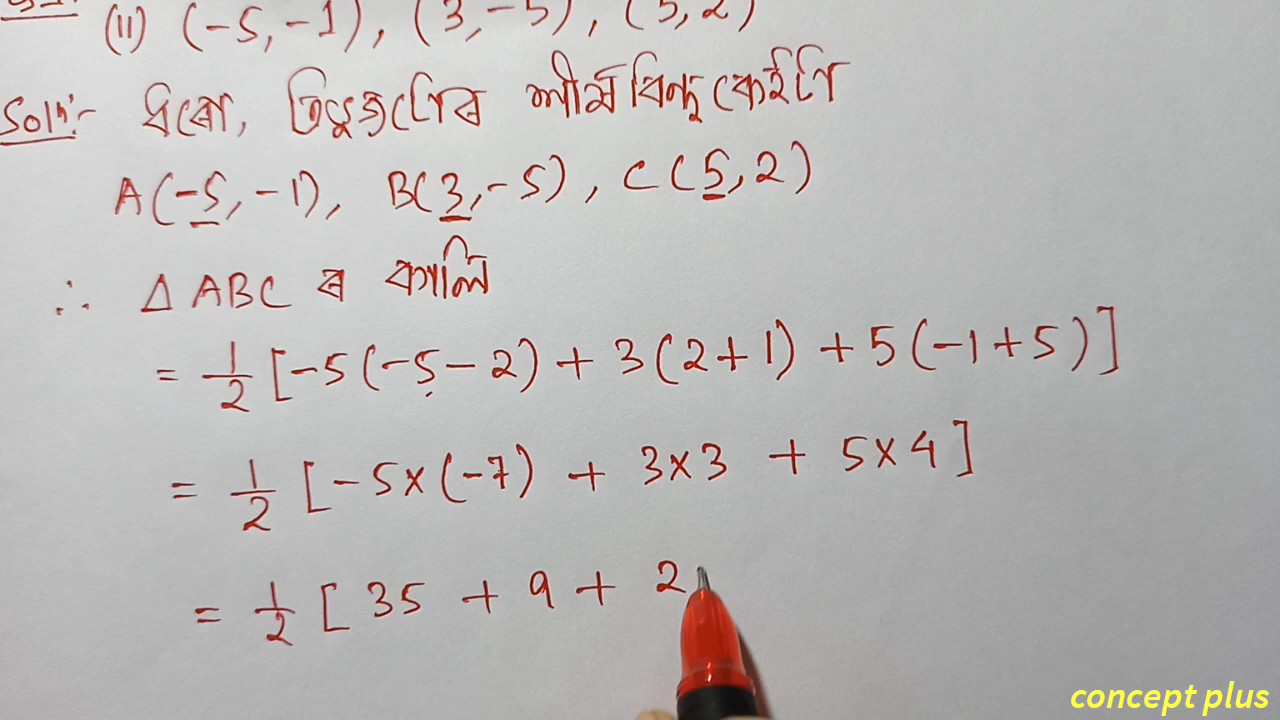 (ii) (-5,-1), (3,-5), (5,2)
Soln:- ধৰো, ত্ৰিভুজটোৰ শীৰ্ষ বিন্দু কেইটা
A(-5,-1), B(3,-5), C(5,2)
∴ Δ ABC ৰ কালি
= 1/2 [-5(-5-2) + 3(2+1) + 5(-1+5)]
= 1/2 [-5×(-7) + 3×3 + 5×4]
= 1/2 [ 35 + 9 + 2
concept plus